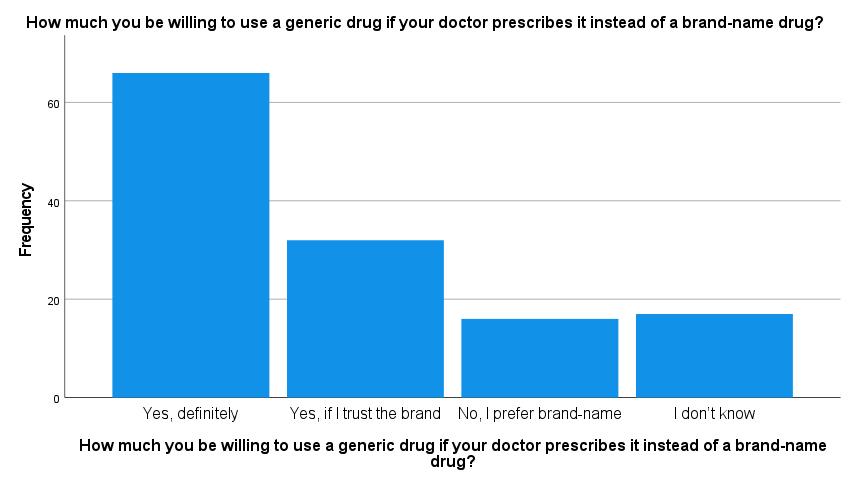 How much you be willing to use a generic drug if your doctor prescribes it instead of a brand-name drug?
Frequency
60
40
20
0
Yes, definitely
Yes, if I trust the brand
No, I prefer brand-name
I don't know
How much you be willing to use a generic drug if your doctor prescribes it instead of a brand-name
drug?